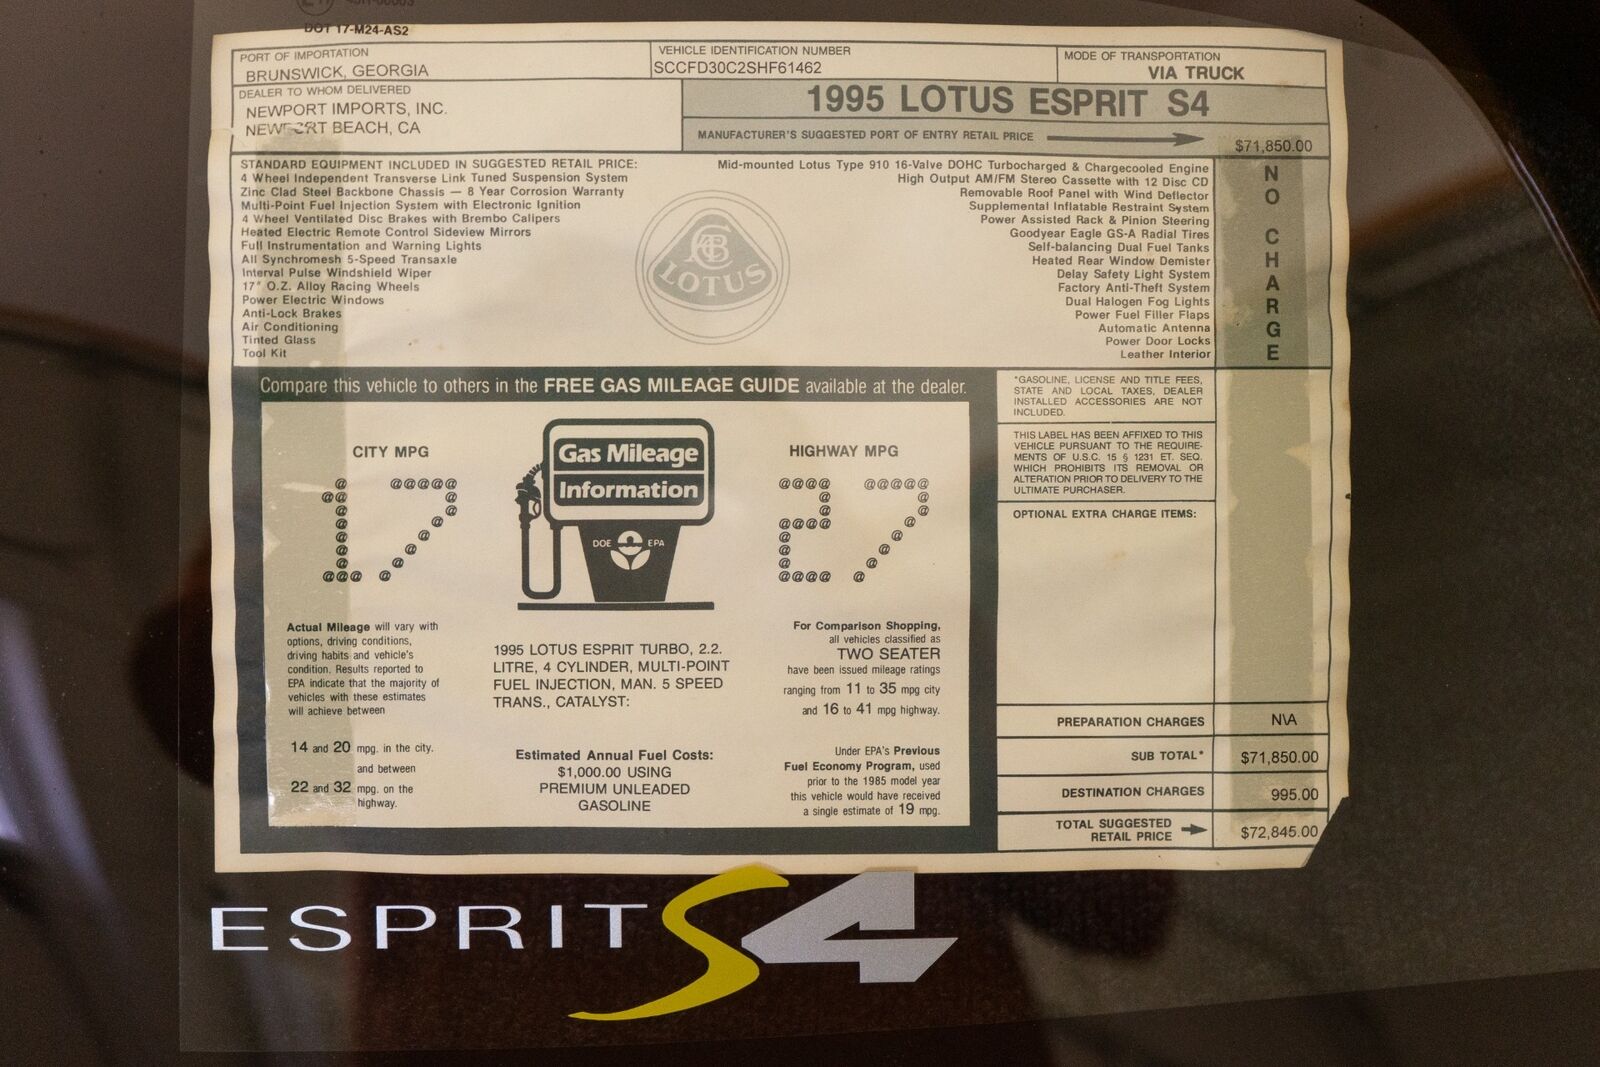 DOT 17-M24-AS2
PORT OF IMPORTATION
BRUNSWICK, GEORGIA
VEHICLE IDENTIFICATION NUMBER
SCCFD30C2SHF61462
MODE OF TRANSPORTATION
VIA TRUCK
DEALER TO WHOM DELIVERED
NEWPORT IMPORTS, INC.
NEWPORT BEACH, CA
1995 LOTUS ESPRIT S4
MANUFACTURER'S SUGGESTED PORT OF ENTRY RETAIL PRICE
$71,850.00
STANDARD EQUIPMENT INCLUDED IN SUGGESTED RETAIL PRICE:
4 Wheel Independent Transverse Link Tuned Suspension System
Zinc Clad Steel Backbone Chassis — 8 Year Corrosion Warranty
Multi-Point Fuel Injection System with Electronic Ignition
4 Wheel Ventilated Disc Brakes with Brembo Calipers
Heated Electric Remote Control Sideview Mirrors
Full Instrumentation and Warning Lights
All Synchromesh 5-Speed Transaxle
Interval Pulse Windshield Wiper
17" O.Z. Alloy Racing Wheels
Power Electric Windows
Anti-Lock Brakes
Air Conditioning
Tinted Glass
Tool Kit
LOTUS
Mid-mounted Lotus Type 910 16-Valve DOHC Turbocharged & Chargecooled Engine
High Output AM/FM Stereo Cassette with 12 Disc CD
Removable Roof Panel with Wind Deflector
Supplemental Inflatable Restraint System
Power Assisted Rack & Pinion Steering
Goodyear Eagle GS-A Radial Tires
Self-balancing Dual Fuel Tanks
Heated Rear Window Demister
Delay Safety Light System
Factory Anti-Theft System
Dual Halogen Fog Lights
Power Fuel Filler Flaps
Automatic Antenna
Power Door Locks
Leather Interior
NO CHARGE
Compare this vehicle to others in the FREE GAS MILEAGE GUIDE available at the dealer.
CITY MPG
17
Gas Mileage
Information
DOE EPA
HIGHWAY MPG
27
Actual Mileage will vary with
options, driving conditions,
driving habits and vehicle's
condition. Results reported to
EPA indicate that the majority of
vehicles with these estimates
will achieve between
14 and 20 mpg. in the city.
and between
22 and 32 mpg. on the
highway.
1995 LOTUS ESPRIT TURBO, 2.2.
LITRE, 4 CYLINDER, MULTI-POINT
FUEL INJECTION, MAN. 5 SPEED
TRANS., CATALYST:
Estimated Annual Fuel Costs:
$1,000.00 USING
PREMIUM UNLEADED
GASOLINE
For Comparison Shopping,
all vehicles classified as
TWO SEATER
have been issued mileage ratings
ranging from 11 to 35 mpg city
and 16 to 41 mpg highway.
Under EPA's Previous
Fuel Economy Program, used
prior to the 1985 model year
this vehicle would have received
a single estimate of 19 mpg.
*GASOLINE, LICENSE AND TITLE FEES,
STATE AND LOCAL TAXES, DEALER
INSTALLED ACCESSORIES ARE NOT
INCLUDED.
THIS LABEL HAS BEEN AFFIXED TO THIS
VEHICLE PURSUANT TO THE REQUIRE-
MENTS OF U.S.C. 15 § 1231 ET. SEQ.
WHICH PROHIBITS ITS REMOVAL OR
ALTERATION PRIOR TO DELIVERY TO THE
ULTIMATE PURCHASER.
OPTIONAL EXTRA CHARGE ITEMS:
PREPARATION CHARGES N\A
SUB TOTAL* $71,850.00
DESTINATION CHARGES 995.00
TOTAL SUGGESTED
RETAIL PRICE $72,845.00
ESPRIT S4